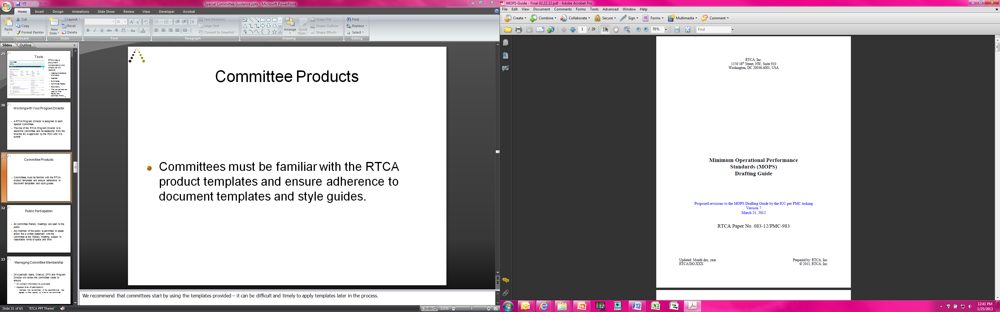 Special Committee Guidance.pptx - Microsoft PowerPoint
Home Insert Design Animations Slide Show Review View Developer Acrobat
Paste
Cut
Copy
Format Painter
Clipboard
New
Slide
Layout
Reset
Delete
Slides
28
Font
Paragraph
Text Direction
Align Text
Convert to SmartArt
Arrange
Quick
Styles
Shape Fill
Shape Outline
Shape Effects
Drawing
Find
Replace
Select
Editing
Slides Outline
29
Tools
RTCA has a
document
collaboration tool
where we will
capture
Meeting/Attendance
information
Agendas
Summaries
Committee Papers
Documents
This tool can also be
used for Final
Review and
Comment FRAC
30
Working with Your Program Director
A RTCA Program Director is assigned to each
Special Committee
The role of the RTCA Program Director is to
assist the committee and its leadership from the
time the SC is approved by the PMC until it is
sunset
31
Committee Products
Committees must be familiar with the RTCA
product templates and ensure adherence to
document templates and style guides.
32
Public Participation
All committee Plenary meetings are open to the
public
Any member of the public is permitted to speak
and/or file a written statement with the
committee at the Plenary meeting, subject to
reasonable limits of space and time
33
Managing Committee Membership
On a periodic basis, Chair(s), DFO and Program
Director will review the committee roster to
ensure:
All contact information is up-to-date
Assess level of participation
Members may be reminded of the responsibilities they
agreed to when signing up to be on the committee
Committee Products
Committees must be familiar with the RTCA
product templates and ensure adherence to
document templates and style guides.
We recommend that committees start by using the templates provided – it can be difficult and timely to apply templates later in the process.
Slide 31 of 65 "RTCA PPT Theme" 111%
MOPS-Guide - Final 02.22.12.pdf - Adobe Acrobat Pro
File Edit View Document Comments Forms Tools Advanced Window Help
Create Combine Collaborate Secure Sign Forms Multimedia Comment
1 / 29 70% Find
RTCA, Inc.
1150 18th Street, NW, Suite 910
Washington, DC 20036-4001, USA
Minimum Operational Performance
Standards (MOPS)
Drafting Guide
Proposed revisions to the MOPS Drafting Guide by the ICC per PMC tasking
Version 7
March 21, 2012
RTCA Paper No. 083-12/PMC-983
Updated: Month day, year Prepared by: RTCA, Inc.
RTCA/DO-XXX © 2011, RTCA, Inc.
12:41 PM
1/25/2013